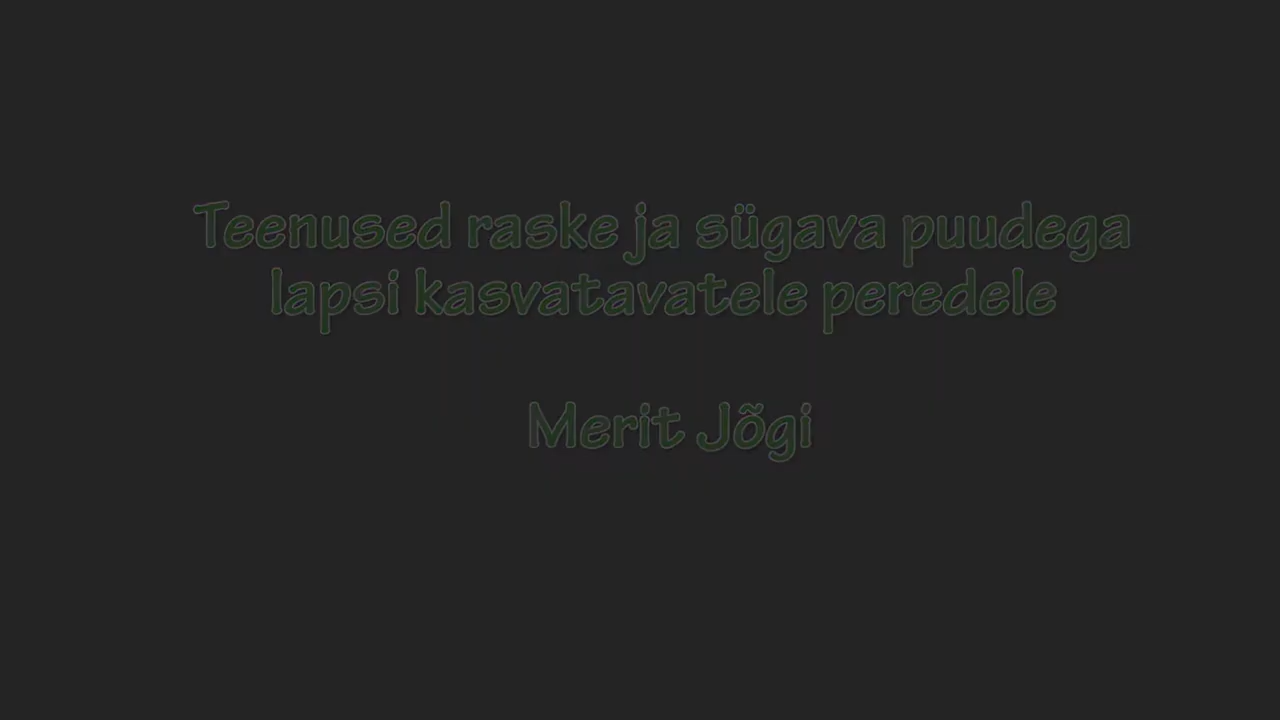 Teenused raske ja sügava puudega
lapsi kasvatavatele peredele
Merit Jõgi